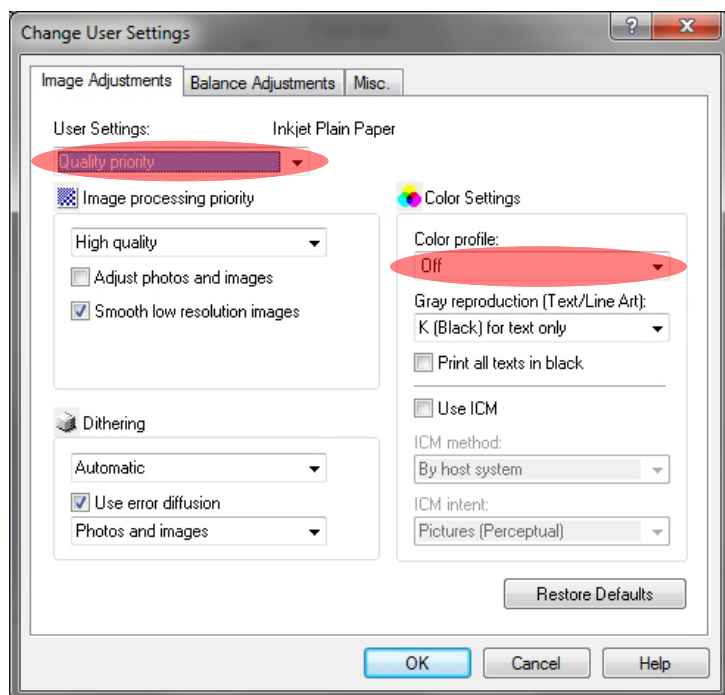 Change User Settings
Image Adjustments Balance Adjustments Misc.
User Settings: Inkjet Plain Paper
Quality priority
Image processing priority
High quality
Adjust photos and images
Smooth low resolution images
Dithering
Automatic
Use error diffusion
Photos and images
Color Settings
Color profile:
Off
Gray reproduction (Text/Line Art):
K (Black) for text only
Print all texts in black
Use ICM
ICM method:
By host system
ICM intent:
Pictures (Perceptual)
Restore Defaults
OK Cancel Help